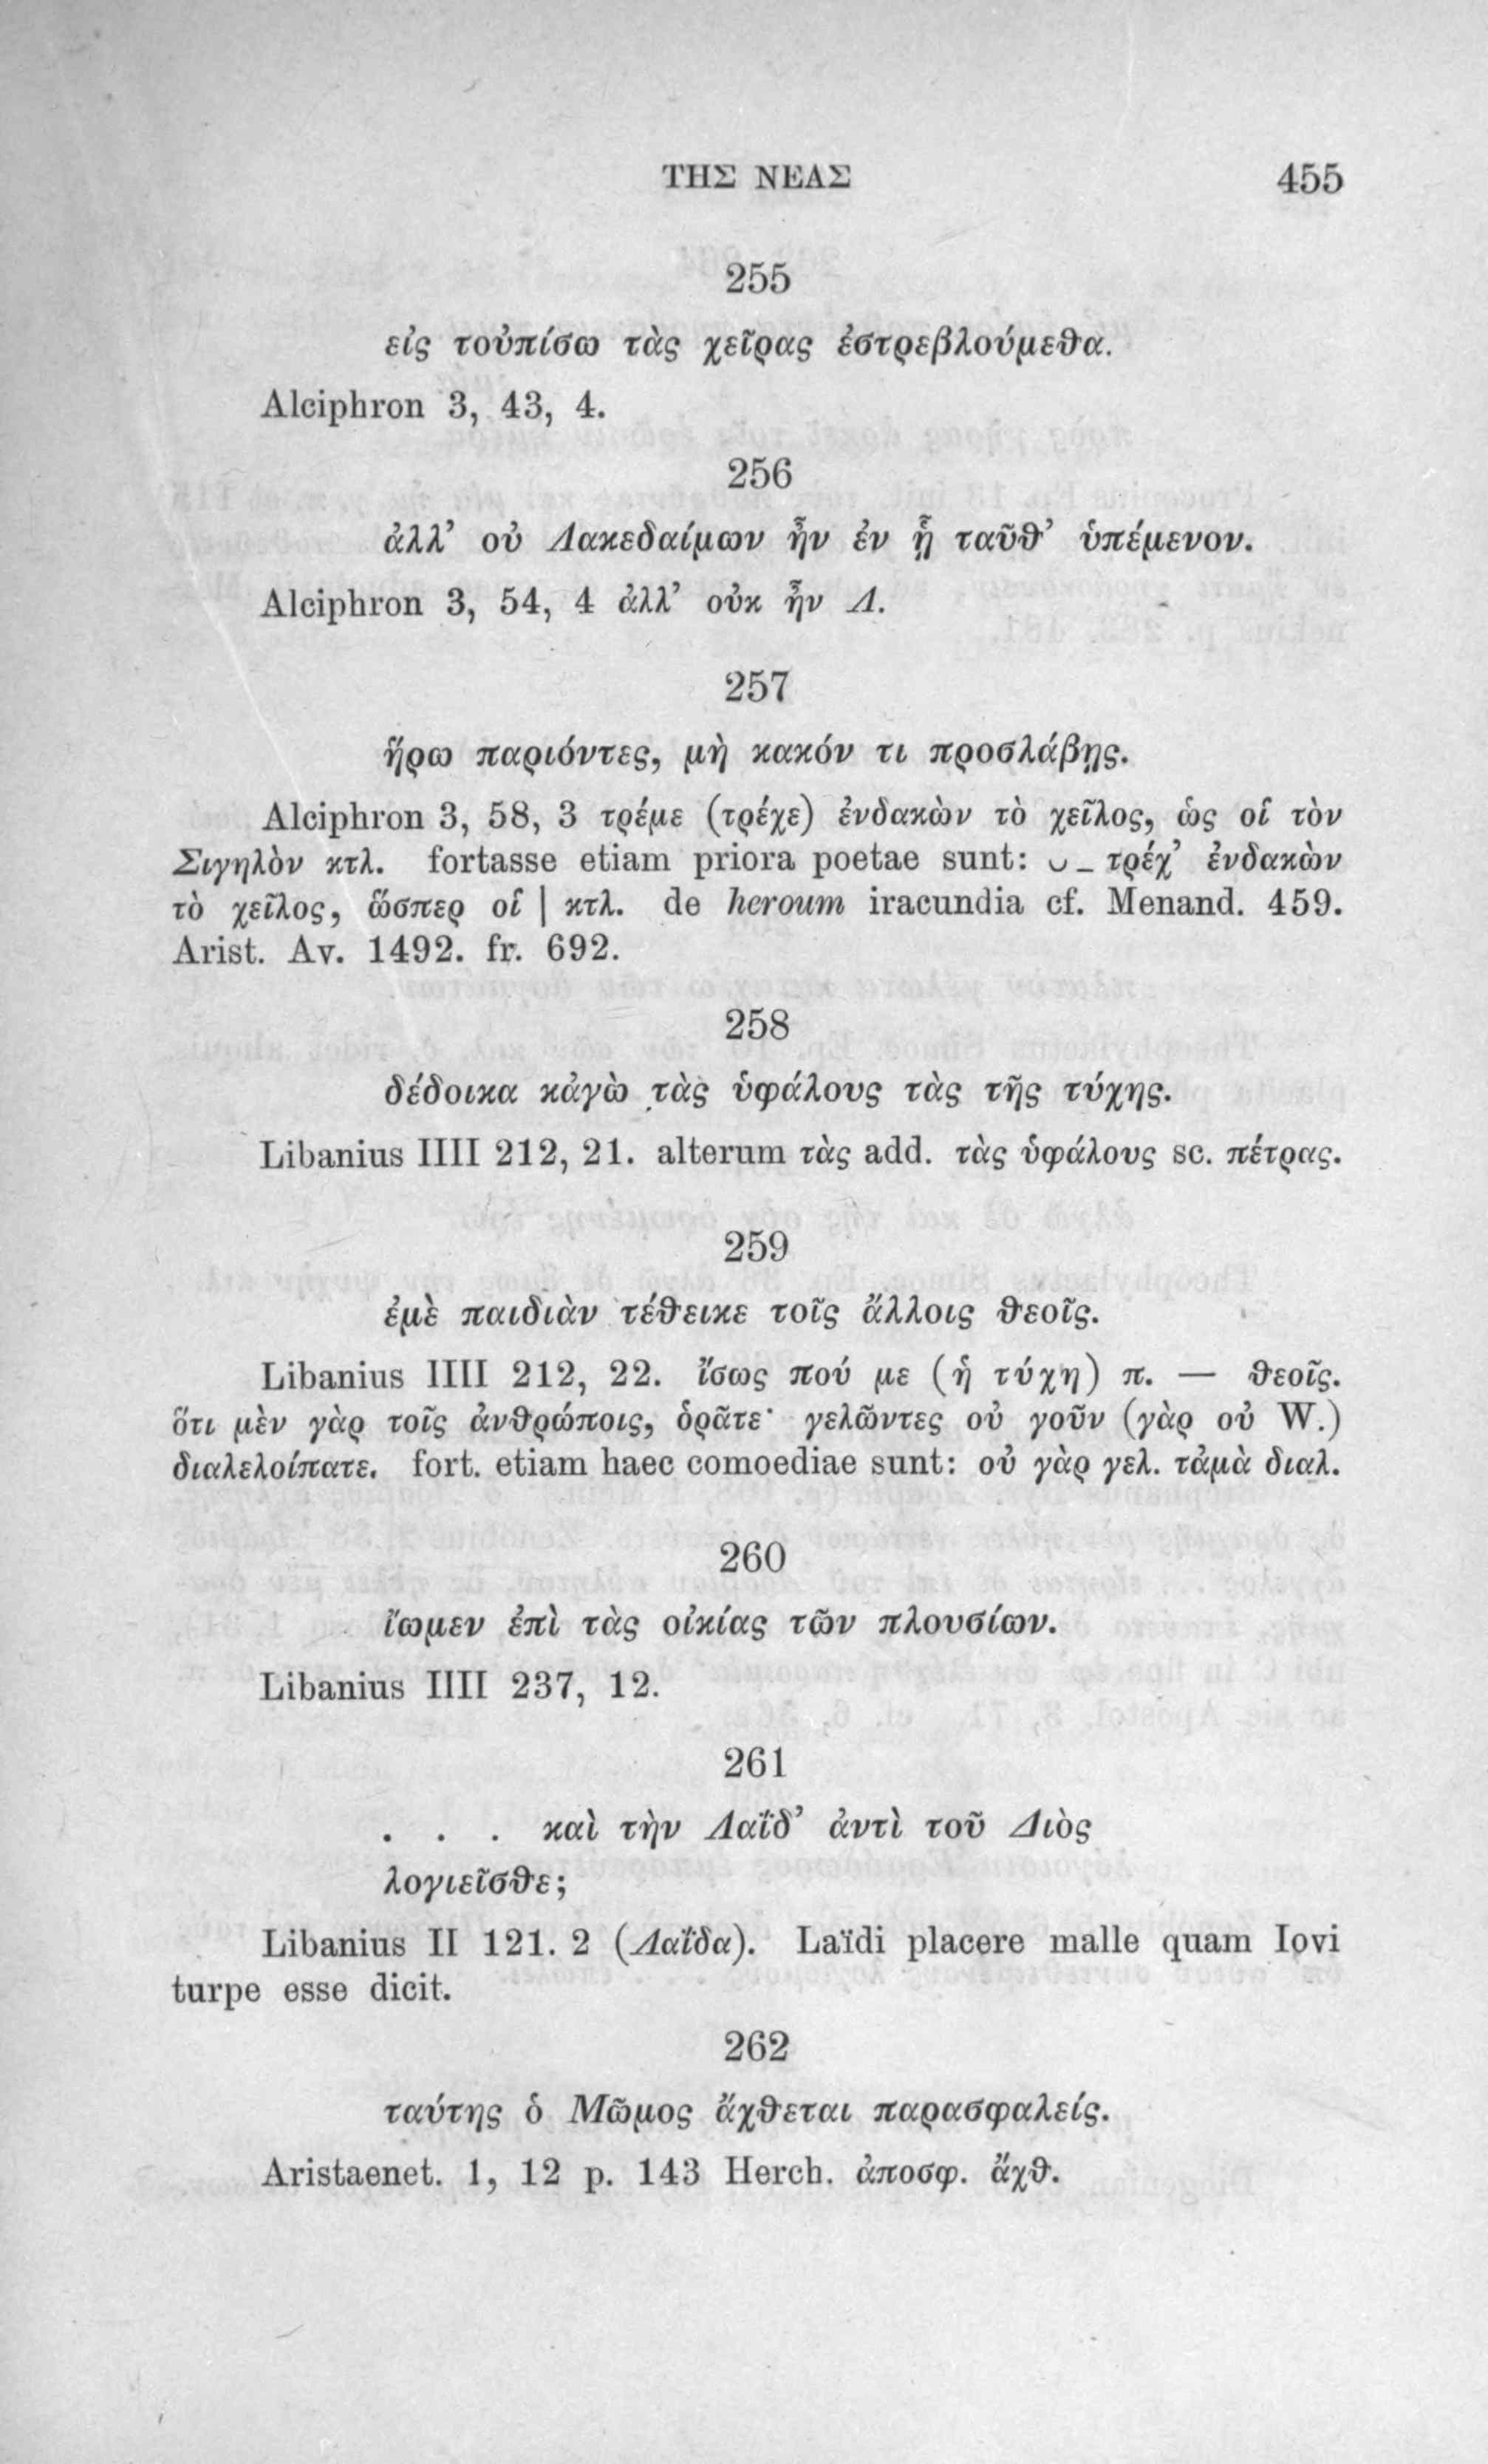 ΤΗΣ ΝΕΑΣ 455
255
εἰς τοὐπίσω τὰς χεῖρας ἐστρεβλούμεθα.
Alciphron 3, 43, 4.
256
ἀλλ’ οὐ Λακεδαίμων ἦν ἐν ᾗ ταῦθ’ ὑπέμενον.
Alciphron 3, 54, 4 ἀλλ’ οὐκ ἦν Λ.
257
ἥρω παριόντες, μὴ κακόν τι προσλάβῃς.
Alciphron 3, 58, 3 τρέμε (τρέχε) ἐνδακὼν τὸ χεῖλος, ὡς οἱ τὸν
Σιγηλὸν κτλ. fortasse etiam priora poetae sunt: ᴗ – τρέχ’ ἐνδακὼν
τὸ χεῖλος, ὥσπερ οἱ | κτλ. de heroum iracundia cf. Menand. 459.
Arist. Av. 1492. fr. 692.
258
δέδοικα κἀγὼ τὰς ὑφάλους τὰς τῆς τύχης.
Libanius IIII 212, 21. alterum τὰς add. τὰς ὑφάλους sc. πέτρας.
259
ἐμὲ παιδιὰν τέθεικε τοῖς ἄλλοις θεοῖς.
Libanius IIII 212, 22. ἴσως πού με (ἡ τύχη) π. — θεοῖς.
ὅτι μὲν γὰρ τοῖς ἀνθρώποις, ὁρᾶτε· γελῶντες οὐ γοῦν (γὰρ οὐ W.)
διαλελοίπατε. fort. etiam haec comoediae sunt: οὐ γὰρ γελ. τἀμὰ διαλ.
260
ἴωμεν ἐπὶ τὰς οἰκίας τῶν πλουσίων.
Libanius IIII 237, 12.
261
. . . καὶ τὴν Λαΐδ’ ἀντὶ τοῦ Διὸς
λογιεῖσθε;
Libanius II 121. 2 (Λαΐδα). Laïdi placere malle quam Iovi
turpe esse dicit.
262
ταύτης ὁ Μῶμος ἄχθεται παρασφαλείς.
Aristaenet. 1, 12 p. 143 Herch. ἀποσφ. ἄχθ.